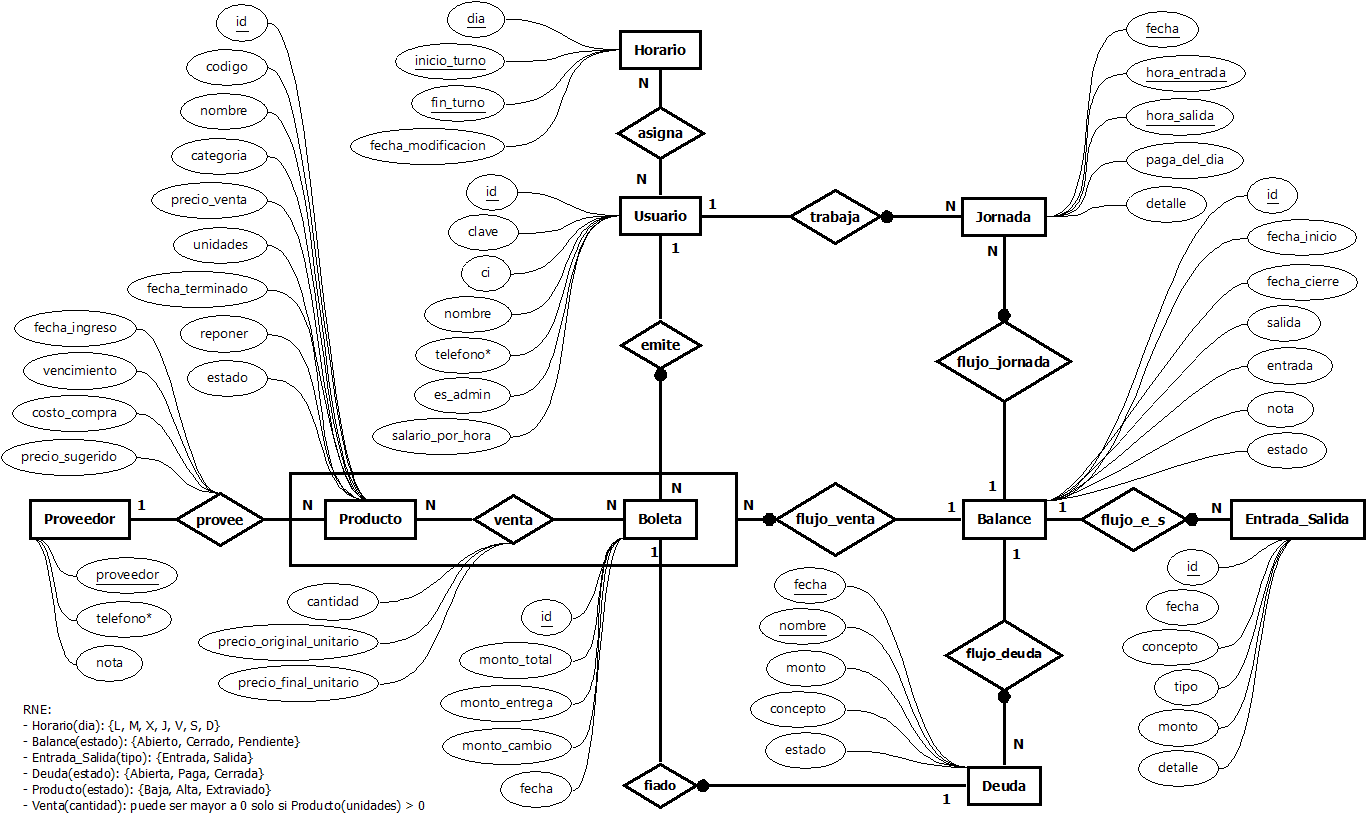 id
codigo
nombre
categoria
precio_venta
unidades
fecha_terminado
reponer
estado
dia
inicio_turno
fin_turno
fecha_modificacion
Horario
N
asigna
N
id
clave
ci
nombre
telefono*
es_admin
salario_por_hora
Usuario
1
trabaja
N
Jornada
1
fecha
hora_entrada
hora_salida
paga_del_dia
detalle
N
flujo_jornada
1
id
fecha_inicio
fecha_cierre
salida
entrada
nota
estado
emite
N
fecha_ingreso
vencimiento
costo_compra
precio_sugerido
Proveedor
1
provee
N
Producto
N
venta
N
Boleta
N
flujo_venta
1
Balance
1
flujo_e_s
N
Entrada_Salida
proveedor
telefono*
nota
cantidad
precio_original_unitario
precio_final_unitario
1
id
monto_total
monto_entrega
monto_cambio
fecha
fecha
nombre
monto
concepto
estado
1
flujo_deuda
N
id
fecha
concepto
tipo
monto
detalle
fiado
1
Deuda
RNE:
- Horario(dia): {L, M, X, J, V, S, D}
- Balance(estado): {Abierto, Cerrado, Pendiente}
- Entrada_Salida(tipo): {Entrada, Salida}
- Deuda(estado): {Abierta, Paga, Cerrada}
- Producto(estado): {Baja, Alta, Extraviado}
- Venta(cantidad): puede ser mayor a 0 solo si Producto(unidades) > 0